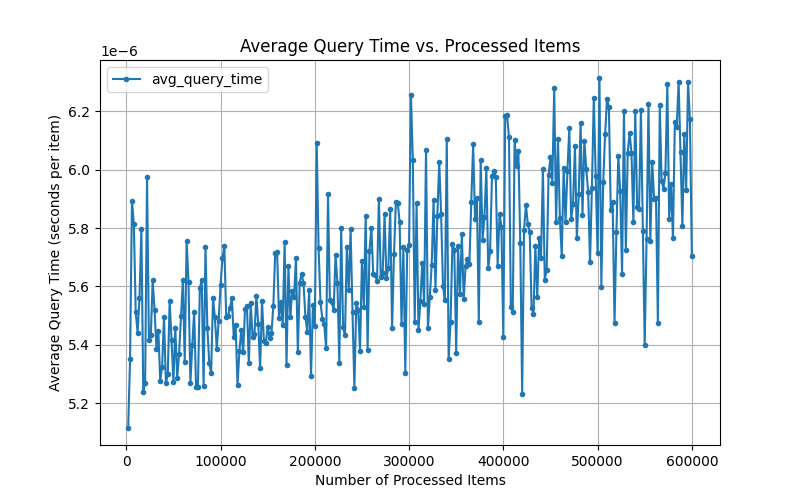 Average Query Time vs. Processed Items
1e−6
avg_query_time
6.2
6.0
5.8
5.6
5.4
5.2
Average Query Time (seconds per item)
0 100000 200000 300000 400000 500000 600000
Number of Processed Items